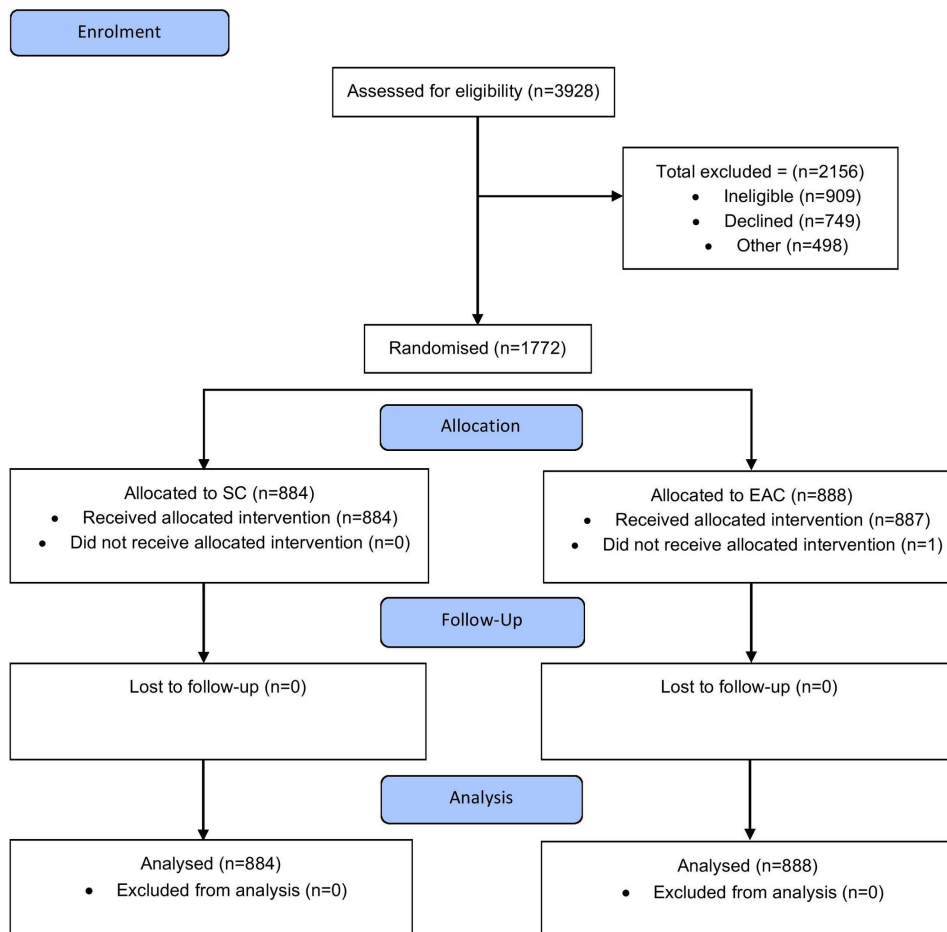 Enrolment
Assessed for eligibility (n=3928)
Total excluded = (n=2156)
• Ineligible (n=909)
• Declined (n=749)
• Other (n=498)
Randomised (n=1772)
Allocation
Allocated to SC (n=884)
• Received allocated intervention (n=884)
• Did not receive allocated intervention (n=0)
Allocated to EAC (n=888)
• Received allocated intervention (n=887)
• Did not receive allocated intervention (n=1)
Follow-Up
Lost to follow-up (n=0)
Lost to follow-up (n=0)
Analysis
Analysed (n=884)
• Excluded from analysis (n=0)
Analysed (n=888)
• Excluded from analysis (n=0)